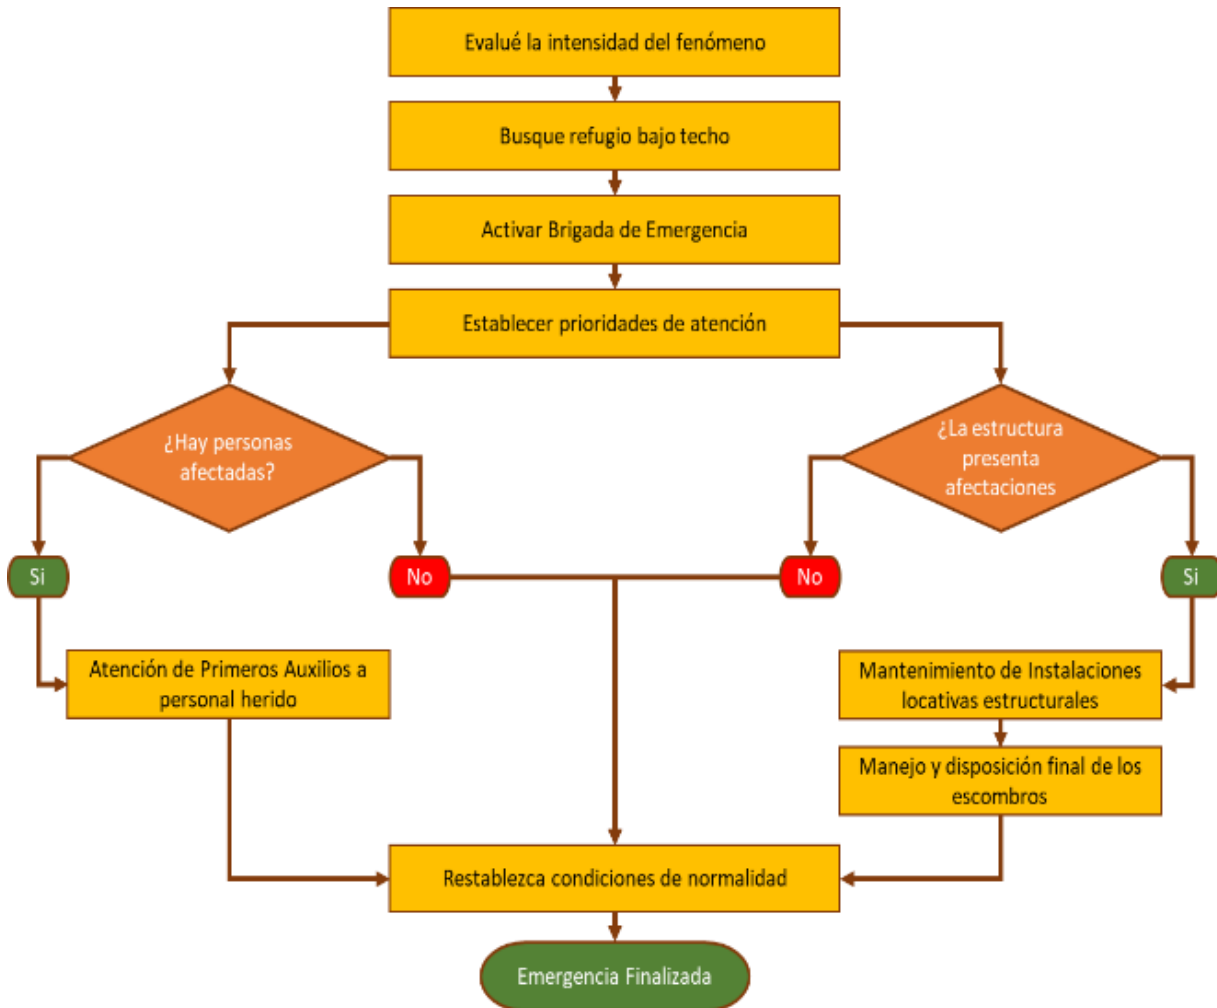 Evalué la intensidad del fenómeno
Busque refugio bajo techo
Activar Brigada de Emergencia
Establecer prioridades de atención
¿Hay personas
afectadas?
¿La estructura
presenta
afectaciones
Si
No
No
Si
Atención de Primeros Auxilios a
personal herido
Mantenimiento de Instalaciones
locativas estructurales
Manejo y disposición final de los
escombros
Restablezca condiciones de normalidad
Emergencia Finalizada